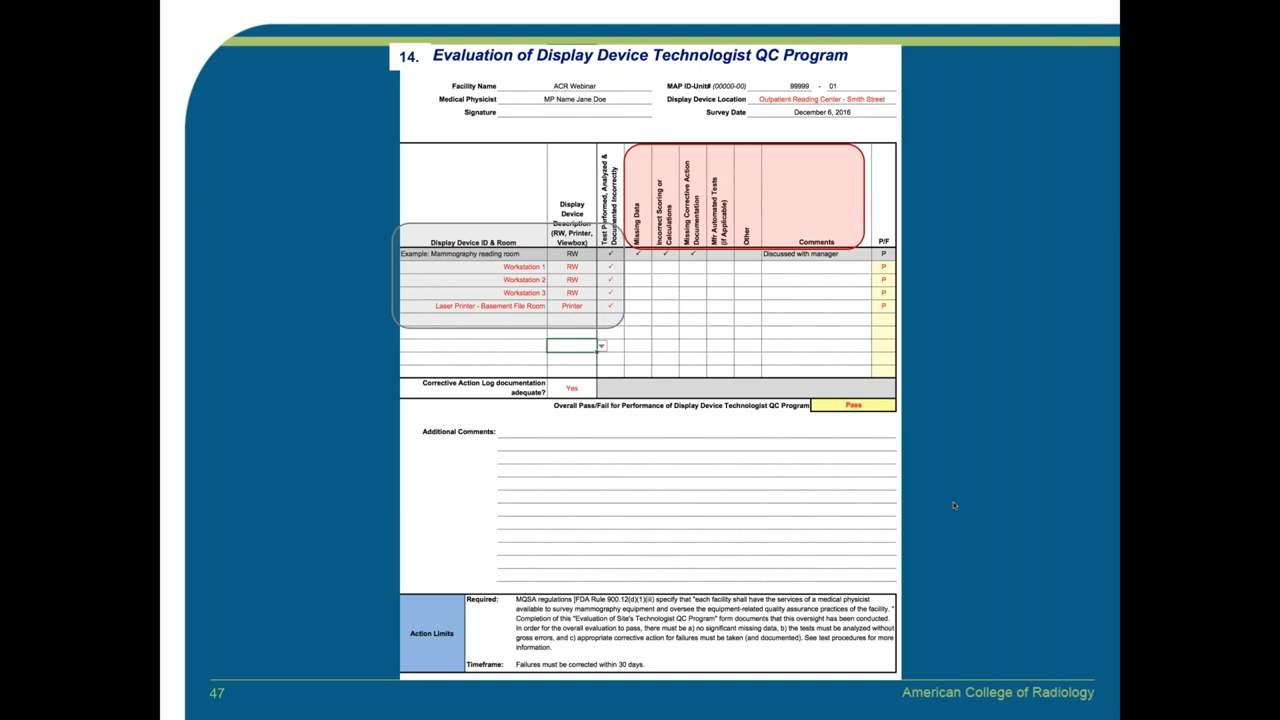 14. Evaluation of Display Device Technologist QC Program
Facility Name ACR Webinar MAP ID-Unit# (00000-00) 99999 - 01
Medical Physicist MP Name Jane Doe Display Device Location Outpatient Reading Center - Smith Street
Signature Survey Date December 6, 2016
Display Device ID & Room
Display Device Description (RW, Printer, Viewbox)
Test Performed, Analyzed & Documented Incorrectly
Missing Data
Incorrect Scoring or Calculations
Missing Corrective Action Documentation
Mfr Automated Tests (if Applicable)
Other
Comments
P/F
Example: Mammography reading room RW ✓ ✓ ✓ ✓ Discussed with manager P
Workstation 1 RW ✓ P
Workstation 2 RW ✓ P
Workstation 3 RW ✓ P
Laser Printer - Basement File Room Printer ✓ P
Corrective Action Log documentation
adequate? Yes
Overall Pass/Fail for Performance of Display Device Technologist QC Program Pass
Additional Comments:
Action Limits
Required: MQSA regulations [FDA Rule 900.12(d)(1)(iii) specify that "each facility shall have the services of a medical physicist
available to survey mammography equipment and oversee the equipment-related quality assurance practices of the facility. "
Completion of this "Evaluation of Site's Technologist QC Program" form documents that this oversight has been conducted.
In order for the overall evaluation to pass, there must be a) no significant missing data, b) the tests must be analyzed without
gross errors, and c) appropriate corrective action for failures must be taken (and documented). See test procedures for more
information.
Timeframe: Failures must be corrected within 30 days.
47
American College of Radiology